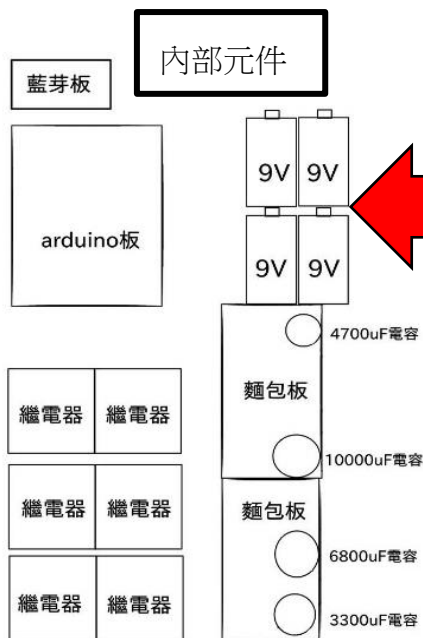 內部元件
藍芽板
arduino板
9V 9V
9V 9V
4700uF電容
麵包板
10000uF電容
繼電器 繼電器
繼電器 繼電器
麵包板
6800uF電容
繼電器 繼電器
3300uF電容